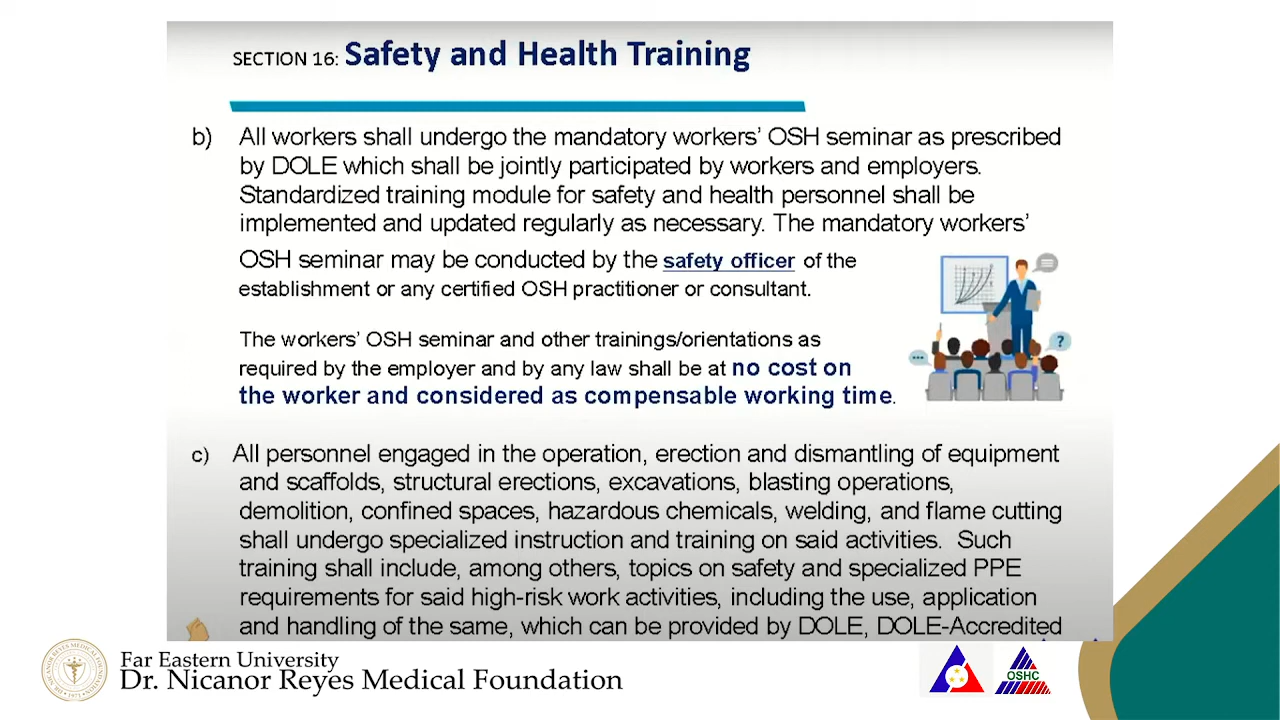 SECTION 16: Safety and Health Training
b) All workers shall undergo the mandatory workers’ OSH seminar as prescribed
by DOLE which shall be jointly participated by workers and employers.
Standardized training module for safety and health personnel shall be
implemented and updated regularly as necessary. The mandatory workers’
OSH seminar may be conducted by the safety officer of the
establishment or any certified OSH practitioner or consultant.
The workers’ OSH seminar and other trainings/orientations as
required by the employer and by any law shall be at no cost on
the worker and considered as compensable working time.
?
c) All personnel engaged in the operation, erection and dismantling of equipment
and scaffolds, structural erections, excavations, blasting operations,
demolition, confined spaces, hazardous chemicals, welding, and flame cutting
shall undergo specialized instruction and training on said activities. Such
training shall include, among others, topics on safety and specialized PPE
requirements for said high-risk work activities, including the use, application
and handling of the same, which can be provided by DOLE, DOLE-Accredited
Far Eastern University
Dr. Nicanor Reyes Medical Foundation
OSHC